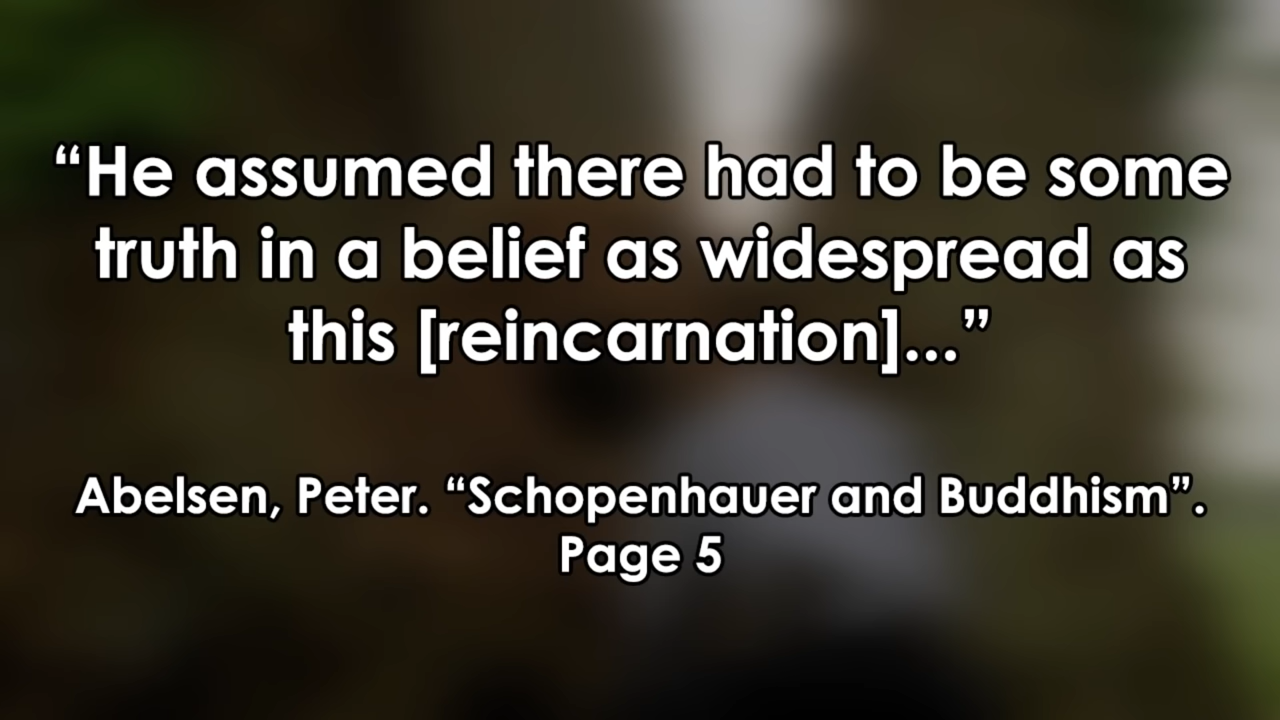 “He assumed there had to be some
truth in a belief as widespread as
this [reincarnation]...”
Abelsen, Peter. “Schopenhauer and Buddhism”.
Page 5